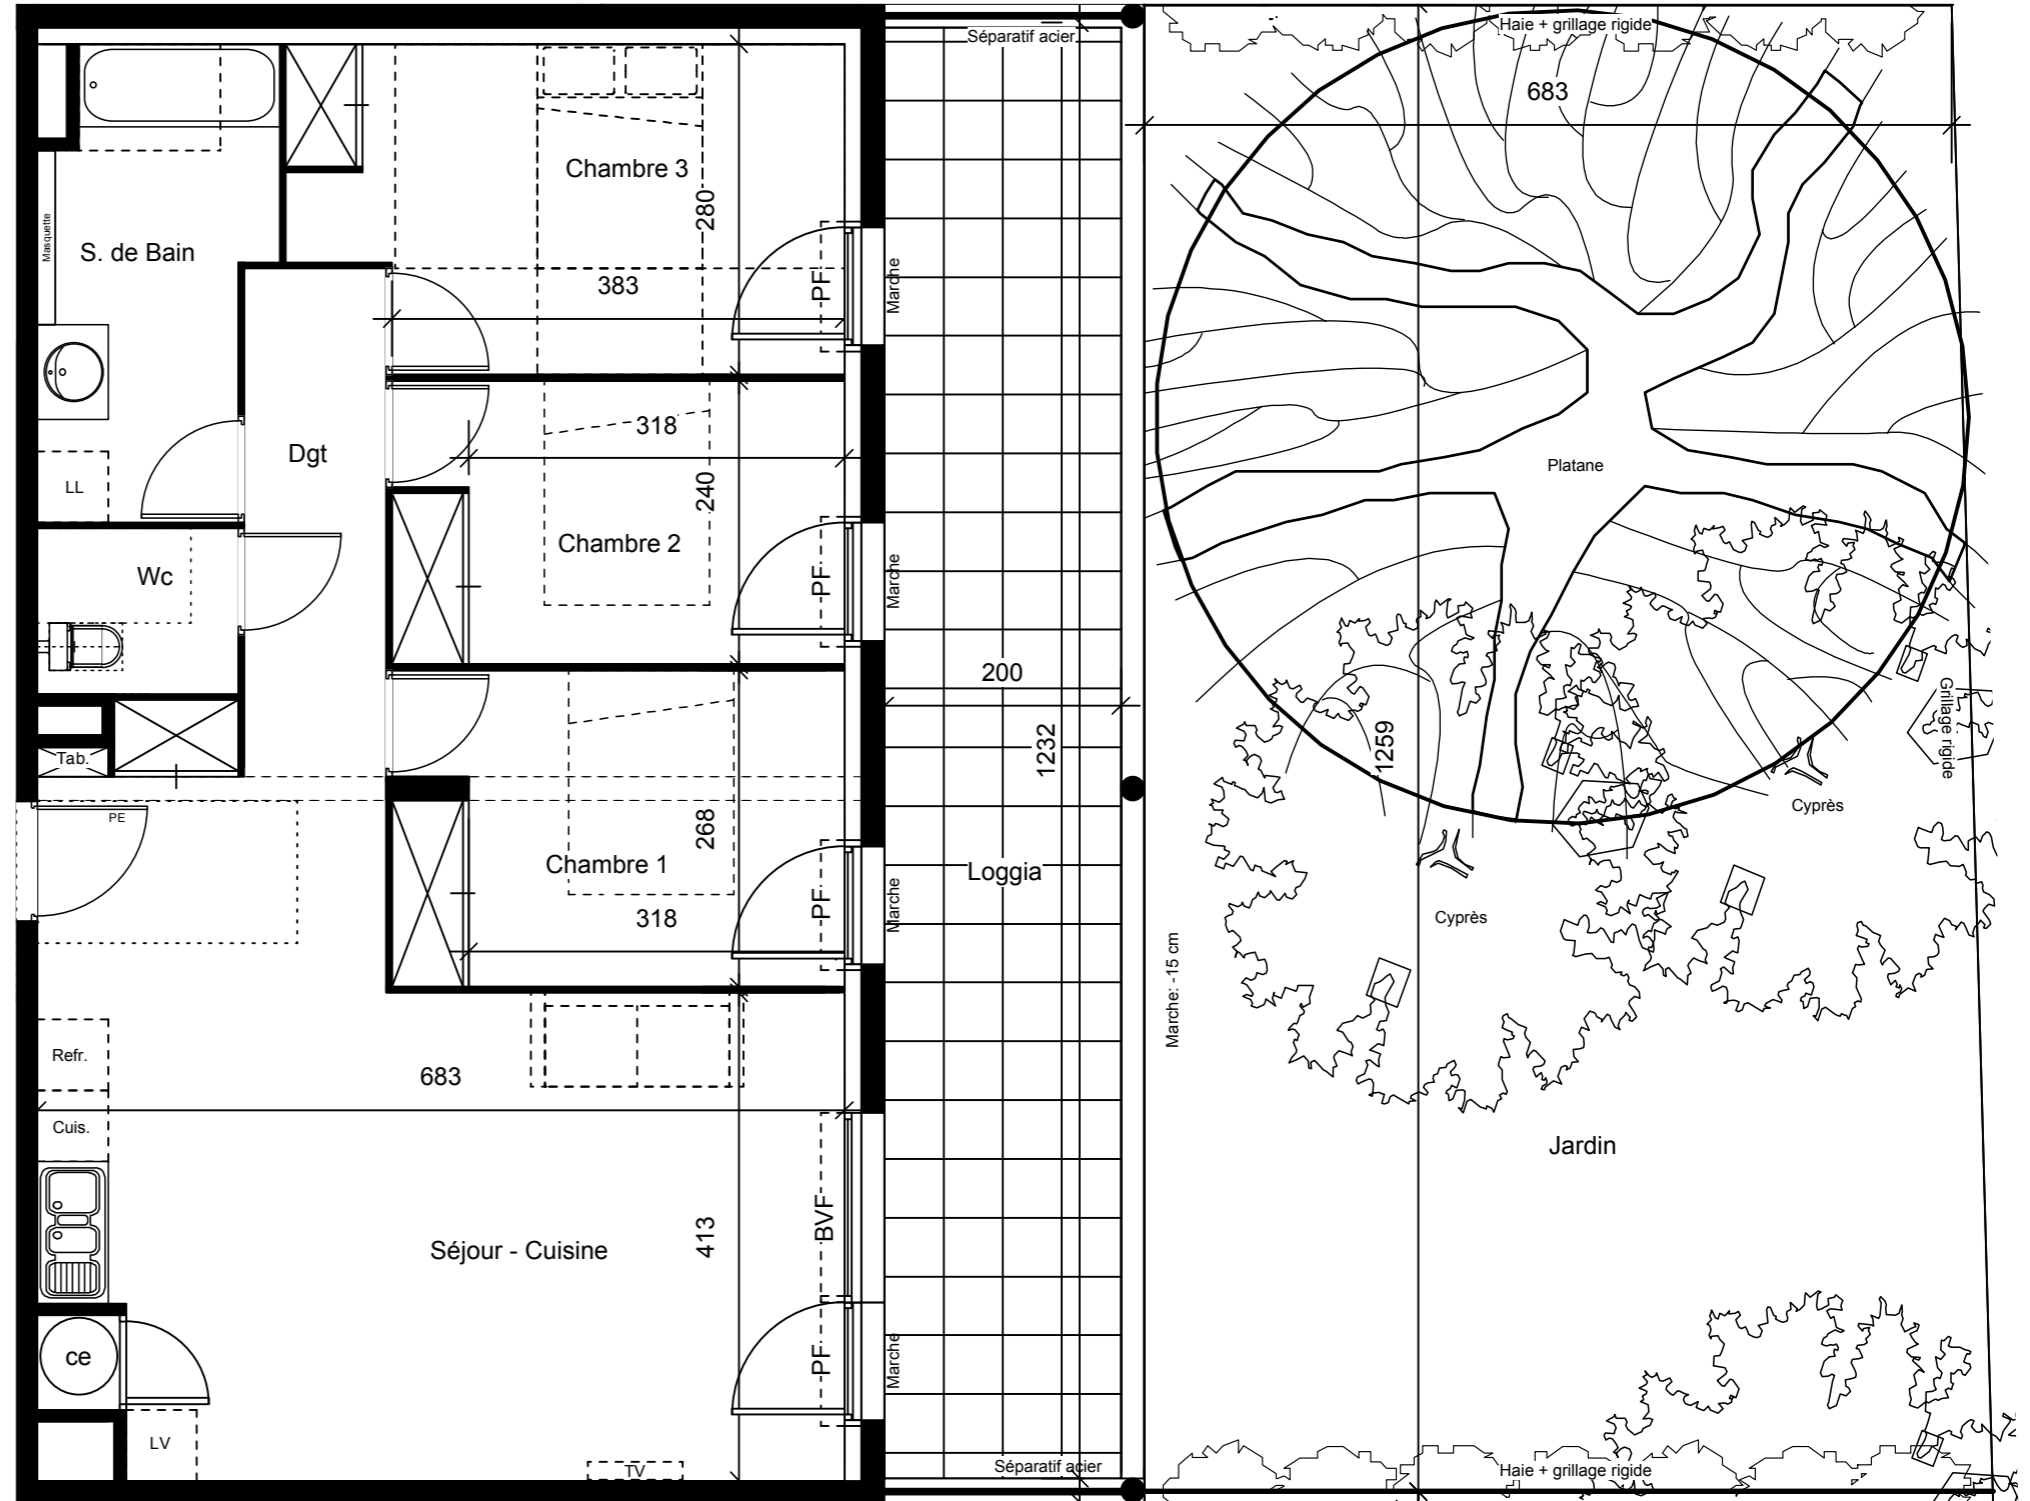 Séparatif acier
Haie + grillage rigide
683
Chambre 3
280
383
PF
Marche
Masquette
S. de Bain
LL
Dgt
318
240
Chambre 2
PF
Marche
Platane
Wc
Tab.
PE
200
1232
1259
Grillage rigide
Cyprès
Cyprès
268
Chambre 1
318
PF
Marche
Loggia
Marche: -15 cm
Refr.
Cuis.
683
Jardin
Séjour - Cuisine
413
BVF
PF
Marche
ce
LV
TV
Séparatif acier
Haie + grillage rigide